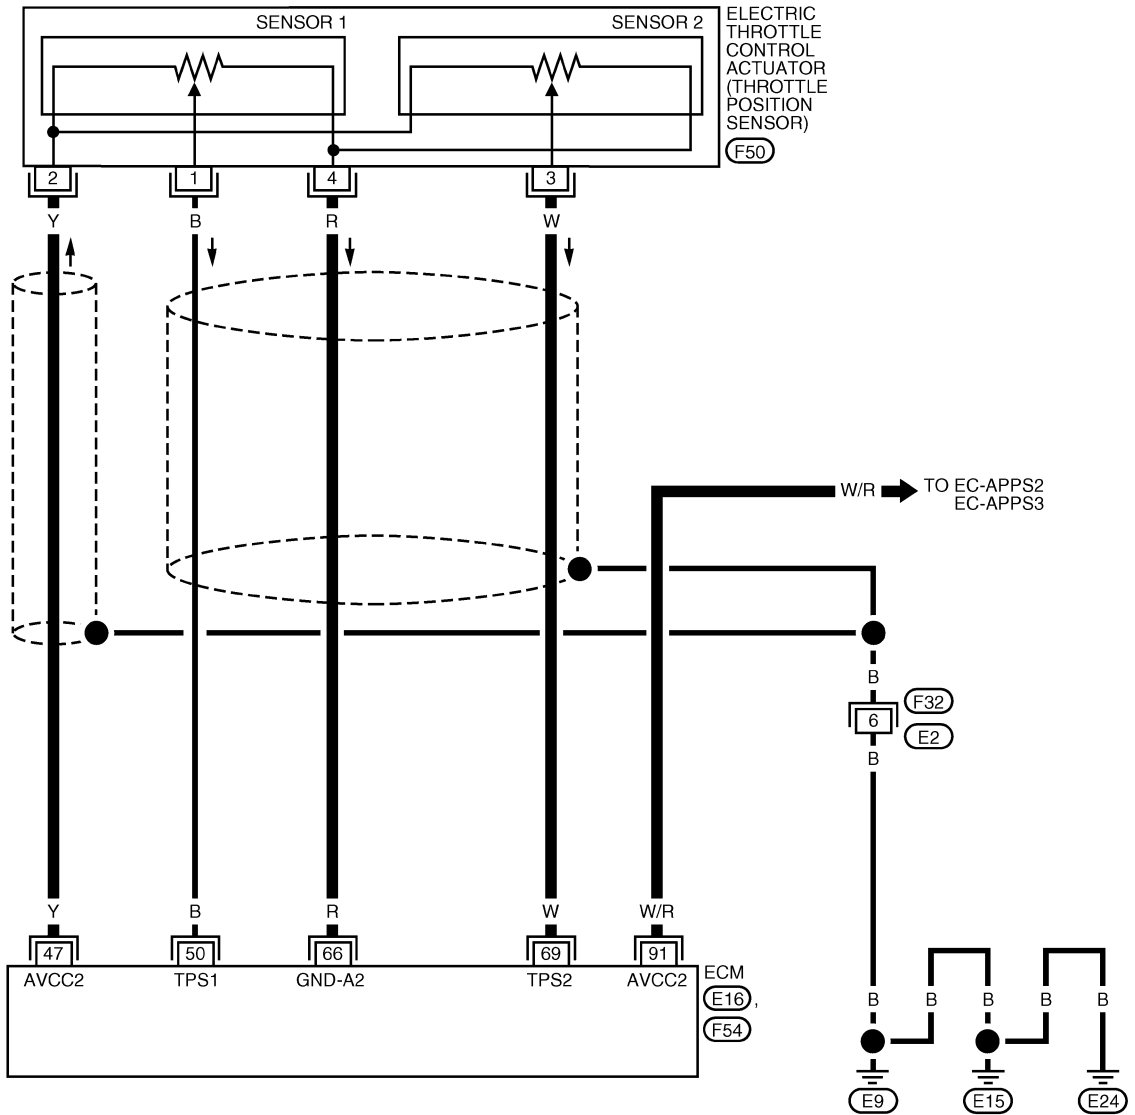 SENSOR 1
SENSOR 2
ELECTRIC
THROTTLE
CONTROL
ACTUATOR
(THROTTLE
POSITION
SENSOR)
F50
2
1
4
3
Y
B
R
W
W/R
TO EC-APPS2
EC-APPS3
B
F32
6
E2
B
Y
B
R
W
W/R
47
50
66
69
91
AVCC2
TPS1
GND-A2
TPS2
AVCC2
ECM
E16 ,
F54
B
B
B
B
B
E9
E15
E24